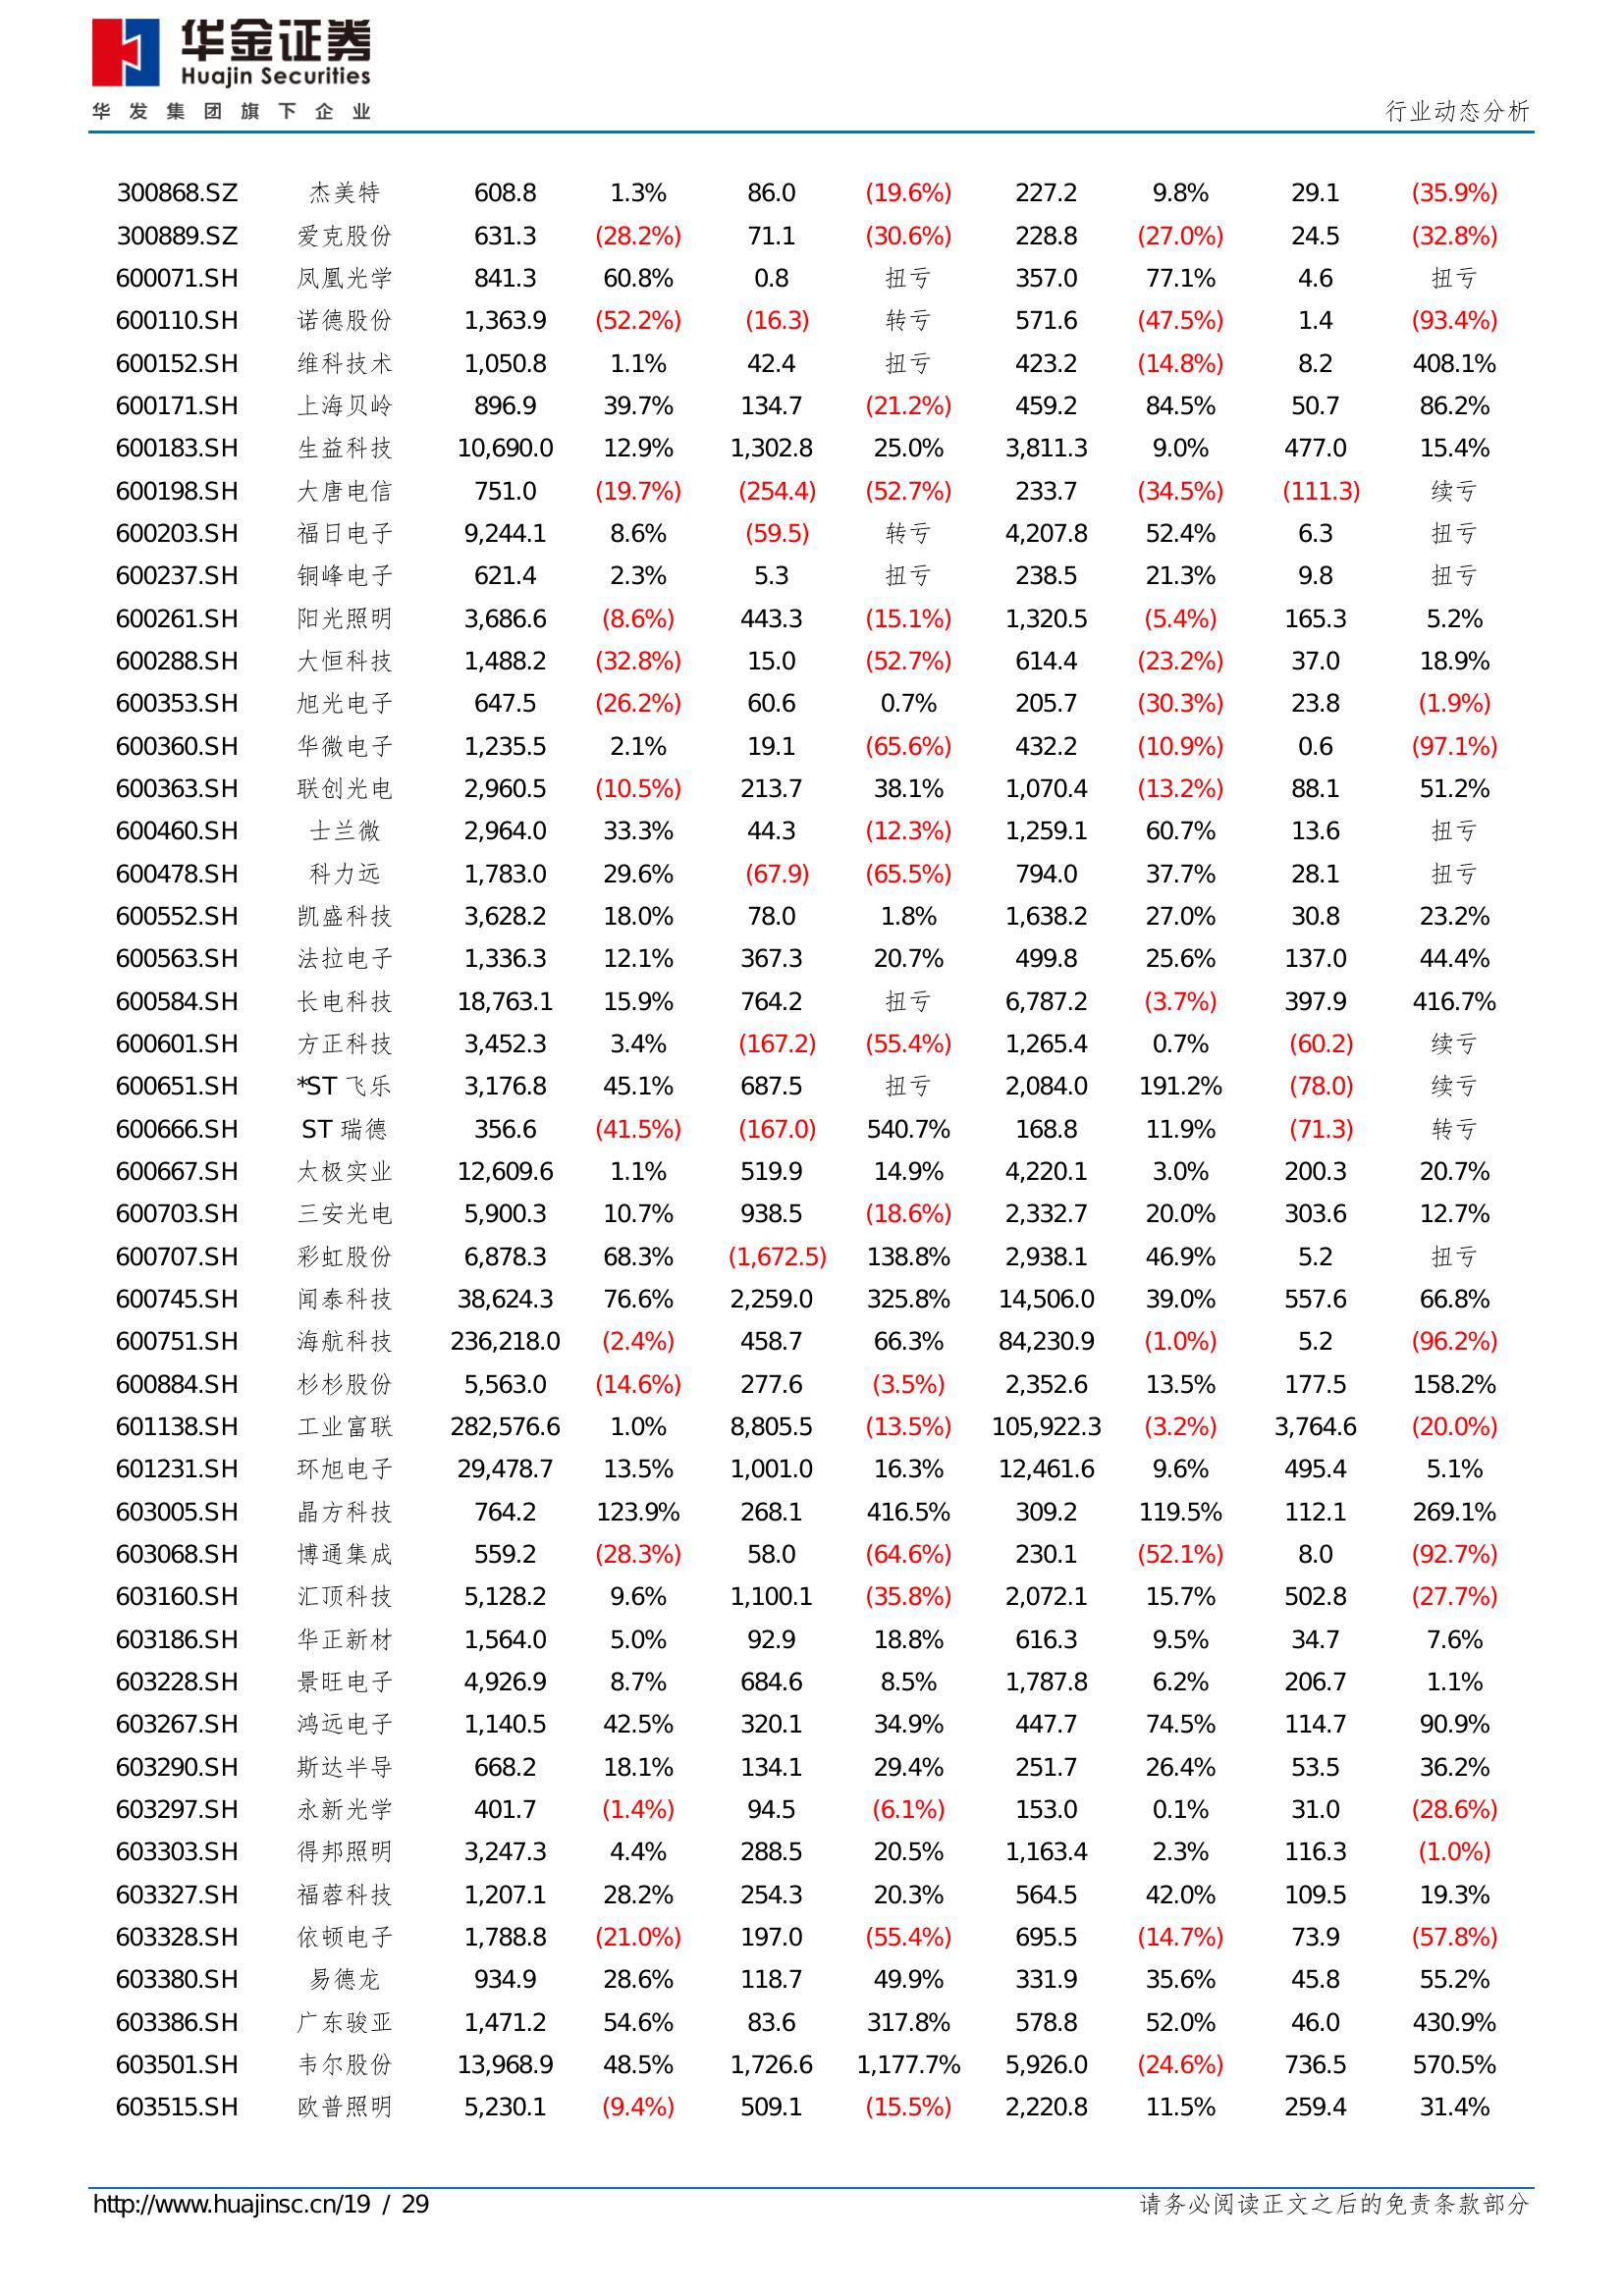 华金证券
Huajin Securities
华发集团旗下企业
行业动态分析
300868.SZ 杰美特 608.8 1.3% 86.0 (19.6%) 227.2 9.8% 29.1 (35.9%)
300889.SZ 爱克股份 631.3 (28.2%) 71.1 (30.6%) 228.8 (27.0%) 24.5 (32.8%)
600071.SH 凤凰光学 841.3 60.8% 0.8 扭亏 357.0 77.1% 4.6 扭亏
600110.SH 诺德股份 1,363.9 (52.2%) (16.3) 转亏 571.6 (47.5%) 1.4 (93.4%)
600152.SH 维科技术 1,050.8 1.1% 42.4 扭亏 423.2 (14.8%) 8.2 408.1%
600171.SH 上海贝岭 896.9 39.7% 134.7 (21.2%) 459.2 84.5% 50.7 86.2%
600183.SH 生益科技 10,690.0 12.9% 1,302.8 25.0% 3,811.3 9.0% 477.0 15.4%
600198.SH 大唐电信 751.0 (19.7%) (254.4) (52.7%) 233.7 (34.5%) (111.3) 续亏
600203.SH 福日电子 9,244.1 8.6% (59.5) 转亏 4,207.8 52.4% 6.3 扭亏
600237.SH 铜峰电子 621.4 2.3% 5.3 扭亏 238.5 21.3% 9.8 扭亏
600261.SH 阳光照明 3,686.6 (8.6%) 443.3 (15.1%) 1,320.5 (5.4%) 165.3 5.2%
600288.SH 大恒科技 1,488.2 (32.8%) 15.0 (52.7%) 614.4 (23.2%) 37.0 18.9%
600353.SH 旭光电子 647.5 (26.2%) 60.6 0.7% 205.7 (30.3%) 23.8 (1.9%)
600360.SH 华微电子 1,235.5 2.1% 19.1 (65.6%) 432.2 (10.9%) 0.6 (97.1%)
600363.SH 联创光电 2,960.5 (10.5%) 213.7 38.1% 1,070.4 (13.2%) 88.1 51.2%
600460.SH 士兰微 2,964.0 33.3% 44.3 (12.3%) 1,259.1 60.7% 13.6 扭亏
600478.SH 科力远 1,783.0 29.6% (67.9) (65.5%) 794.0 37.7% 28.1 扭亏
600552.SH 凯盛科技 3,628.2 18.0% 78.0 1.8% 1,638.2 27.0% 30.8 23.2%
600563.SH 法拉电子 1,336.3 12.1% 367.3 20.7% 499.8 25.6% 137.0 44.4%
600584.SH 长电科技 18,763.1 15.9% 764.2 扭亏 6,787.2 (3.7%) 397.9 416.7%
600601.SH 方正科技 3,452.3 3.4% (167.2) (55.4%) 1,265.4 0.7% (60.2) 续亏
600651.SH *ST飞乐 3,176.8 45.1% 687.5 扭亏 2,084.0 191.2% (78.0) 续亏
600666.SH ST瑞德 356.6 (41.5%) (167.0) 540.7% 168.8 11.9% (71.3) 转亏
600667.SH 太极实业 12,609.6 1.1% 519.9 14.9% 4,220.1 3.0% 200.3 20.7%
600703.SH 三安光电 5,900.3 10.7% 938.5 (18.6%) 2,332.7 20.0% 303.6 12.7%
600707.SH 彩虹股份 6,878.3 68.3% (1,672.5) 138.8% 2,938.1 46.9% 5.2 扭亏
600745.SH 闻泰科技 38,624.3 76.6% 2,259.0 325.8% 14,506.0 39.0% 557.6 66.8%
600751.SH 海航科技 236,218.0 (2.4%) 458.7 66.3% 84,230.9 (1.0%) 5.2 (96.2%)
600884.SH 杉杉股份 5,563.0 (14.6%) 277.6 (3.5%) 2,352.6 13.5% 177.5 158.2%
601138.SH 工业富联 282,576.6 1.0% 8,805.5 (13.5%) 105,922.3 (3.2%) 3,764.6 (20.0%)
601231.SH 环旭电子 29,478.7 13.5% 1,001.0 16.3% 12,461.6 9.6% 495.4 5.1%
603005.SH 晶方科技 764.2 123.9% 268.1 416.5% 309.2 119.5% 112.1 269.1%
603068.SH 博通集成 559.2 (28.3%) 58.0 (64.6%) 230.1 (52.1%) 8.0 (92.7%)
603160.SH 汇顶科技 5,128.2 9.6% 1,100.1 (35.8%) 2,072.1 15.7% 502.8 (27.7%)
603186.SH 华正新材 1,564.0 5.0% 92.9 18.8% 616.3 9.5% 34.7 7.6%
603228.SH 景旺电子 4,926.9 8.7% 684.6 8.5% 1,787.8 6.2% 206.7 1.1%
603267.SH 鸿远电子 1,140.5 42.5% 320.1 34.9% 447.7 74.5% 114.7 90.9%
603290.SH 斯达半导 668.2 18.1% 134.1 29.4% 251.7 26.4% 53.5 36.2%
603297.SH 永新光学 401.7 (1.4%) 94.5 (6.1%) 153.0 0.1% 31.0 (28.6%)
603303.SH 得邦照明 3,247.3 4.4% 288.5 20.5% 1,163.4 2.3% 116.3 (1.0%)
603327.SH 福蓉科技 1,207.1 28.2% 254.3 20.3% 564.5 42.0% 109.5 19.3%
603328.SH 依顿电子 1,788.8 (21.0%) 197.0 (55.4%) 695.5 (14.7%) 73.9 (57.8%)
603380.SH 易德龙 934.9 28.6% 118.7 49.9% 331.9 35.6% 45.8 55.2%
603386.SH 广东骏亚 1,471.2 54.6% 83.6 317.8% 578.8 52.0% 46.0 430.9%
603501.SH 韦尔股份 13,968.9 48.5% 1,726.6 1,177.7% 5,926.0 (24.6%) 736.5 570.5%
603515.SH 欧普照明 5,230.1 (9.4%) 509.1 (15.5%) 2,220.8 11.5% 259.4 31.4%
http://www.huajinsc.cn/19 / 29 请务必阅读正文之后的免责条款部分